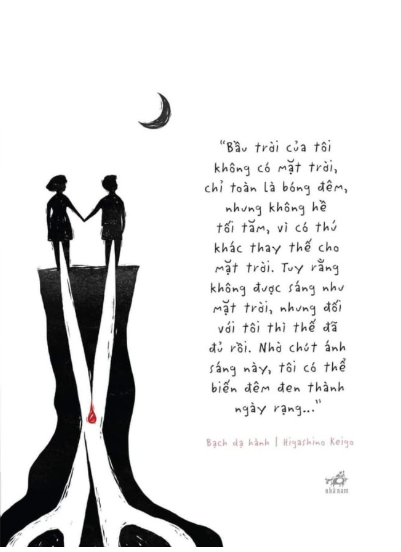 "Bầu trời của tôi
không có mặt trời,
chỉ toàn là bóng đêm,
nhưng không hề
tối tăm, vì có thứ
khác thay thế cho
mặt trời. Tuy rằng
không được sáng như
mặt trời, nhưng đối
với tôi thì thế đã
đủ rồi. Nhờ chút ánh
sáng này, tôi có thể
biến đêm đen thành
ngày rạng..."
Bạch dạ hành | Higashino Keigo
nhã nam